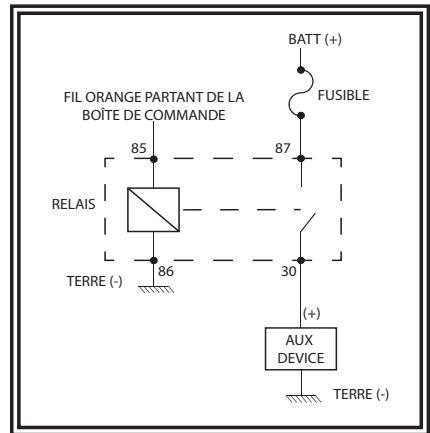 BATT (+)
FUSIBLE
FIL ORANGE PARTANT DE LA
BOÎTE DE COMMANDE
85
87
RELAIS
86
30
TERRE (-)
(+)
AUX
DEVICE
TERRE (-)